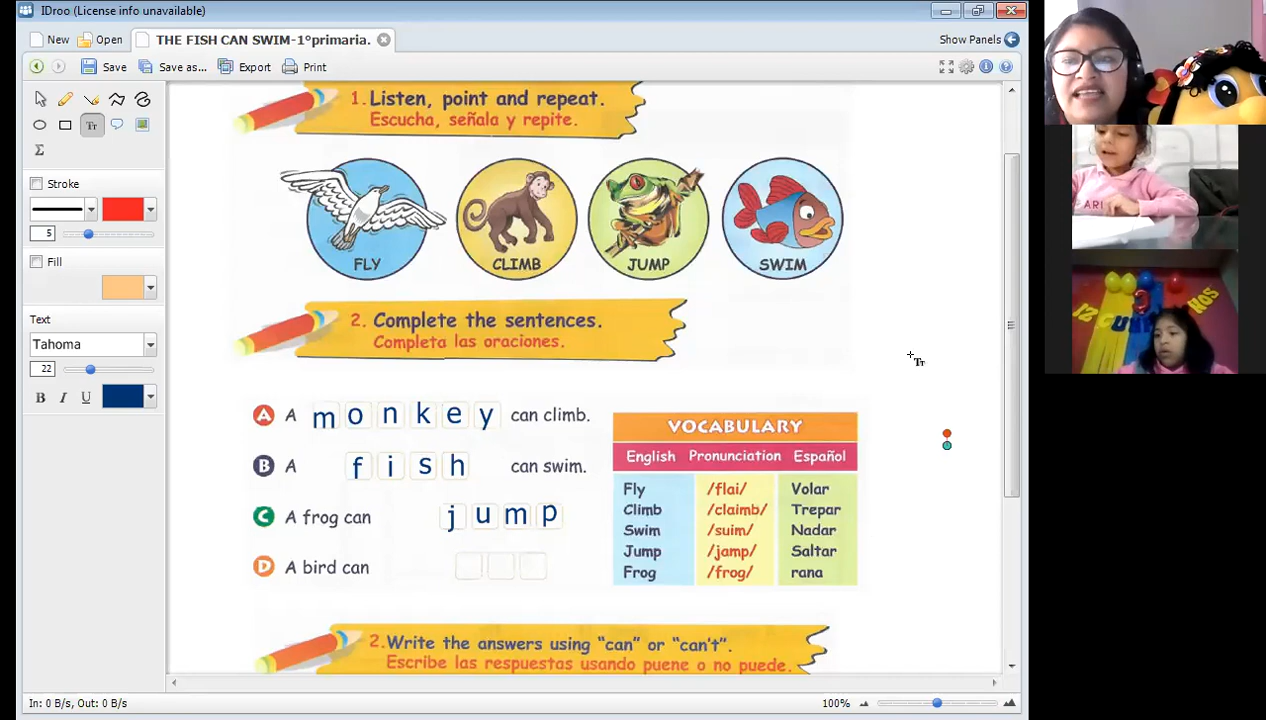 IDroo (License info unavailable)
New Open THE FISH CAN SWIM-1°primaria. Show Panels
Save Save as... Export Print
Stroke
5
Fill
Text
Tahoma
22
B I U
1. Listen, point and repeat.
Escucha, señala y repite.
FLY CLIMB JUMP SWIM
2. Complete the sentences.
Completa las oraciones.
A A monkey can climb.
B A fish can swim.
C A frog can jump
D A bird can
VOCABULARY
English Pronunciation Español
Fly /flai/ Volar
Climb /claimb/ Trepar
Swim /suim/ Nadar
Jump /jamp/ Saltar
Frog /frog/ rana
2. Write the answers using “can” or “can't”.
Escribe las respuestas usando puene o no puede.
In: 0 B/s, Out: 0 B/s 100%